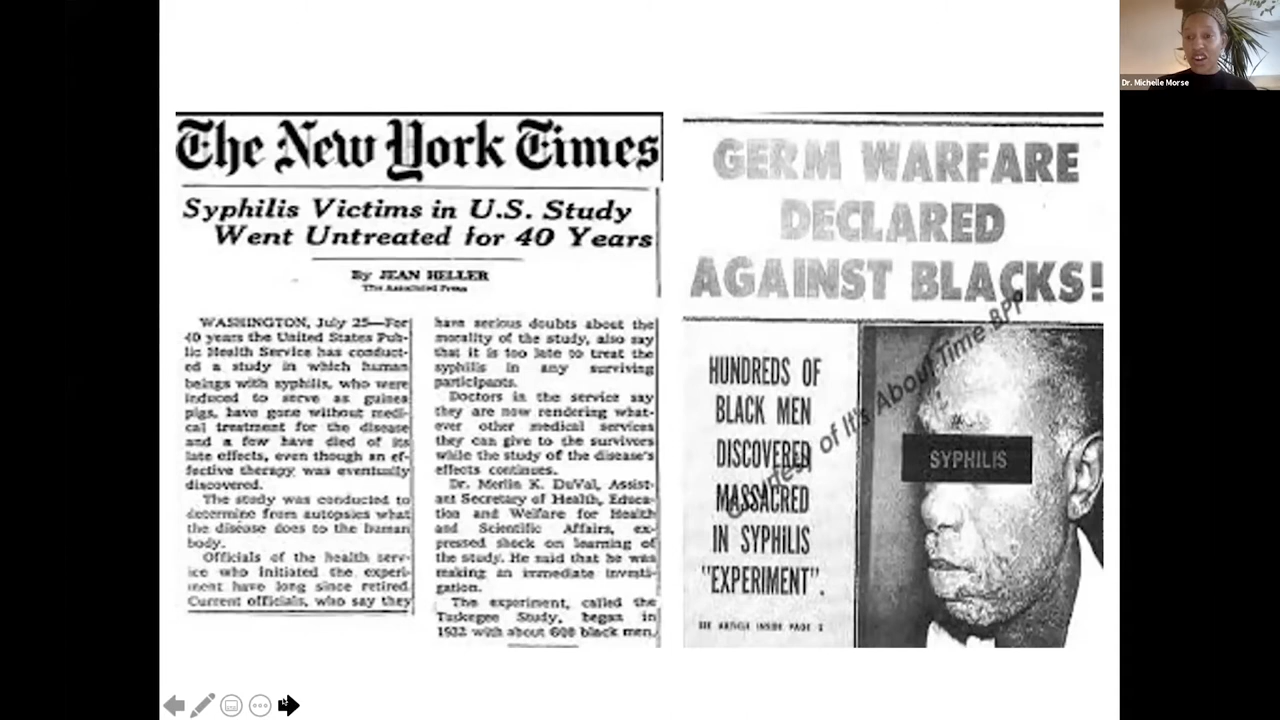 The New York Times
Syphilis Victims in U.S. Study
Went Untreated for 40 Years
By JEAN HELLER
The Associated Press
WASHINGTON, July 25—For
40 years the United States Pub-
lic Health Service has conduct-
ed a study in which human
beings with syphilis, who were
induced to serve as guinea
pigs, have gone without medi-
cal treatment for the disease
and a few have died of its
late effects, even though an ef-
fective therapy was eventually
discovered.
The study was conducted to
determine from autopsies what
the disease does to the human
body.
Officials of the health serv-
ice who initiated the experi-
ment have long since retired.
Current officials, who say they
have serious doubts about the
morality of the study, also say
that it is too late to treat the
syphilis in any surviving
participants.
Doctors in the service say
they are now rendering what-
ever other medical services
they can give to the survivors
while the study of the disease's
effects continues.
Dr. Merlin K. DuVal, Assist-
ant Secretary of Health, Educa-
tion and Welfare for Health
and Scientific Affairs, ex-
pressed shock on learning of
the study. He said that he was
making an immediate investi-
gation.
The experiment, called the
Tuskegee Study, began in
1932 with about 600 black men,
GERM WARFARE
DECLARED
AGAINST BLACKS!
HUNDREDS OF
BLACK MEN
DISCOVERED
MASSACRED
IN SYPHILIS
"EXPERIMENT".
SEE ARTICLE INSIDE PAGE 2
SYPHILIS
Courtesy of It's About Time BPP
Dr. Michelle Morse